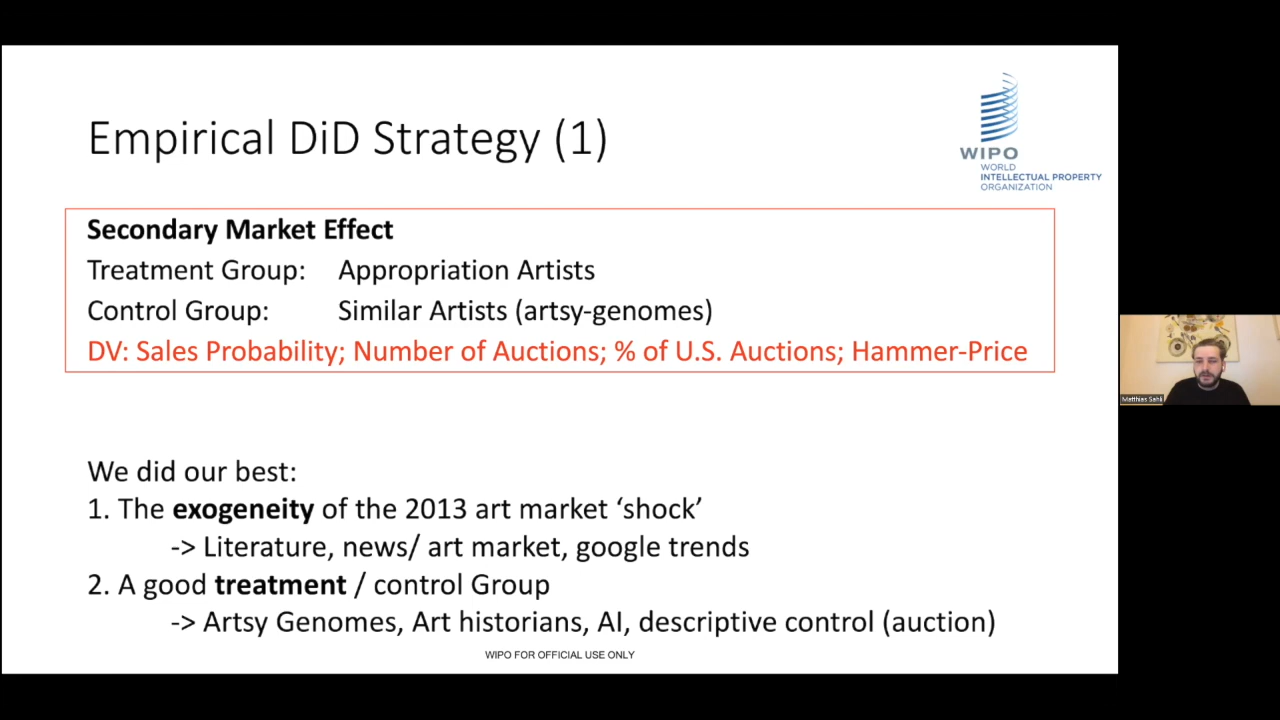 Empirical DiD Strategy (1)
WIPO
WORLD
INTELLECTUAL PROPERTY
ORGANIZATION
Secondary Market Effect
Treatment Group: Appropriation Artists
Control Group: Similar Artists (artsy-genomes)
DV: Sales Probability; Number of Auctions; % of U.S. Auctions; Hammer-Price
We did our best:
1. The exogeneity of the 2013 art market ‘shock’
-> Literature, news/ art market, google trends
2. A good treatment / control Group
-> Artsy Genomes, Art historians, AI, descriptive control (auction)
WIPO FOR OFFICIAL USE ONLY
Matthias Sahli